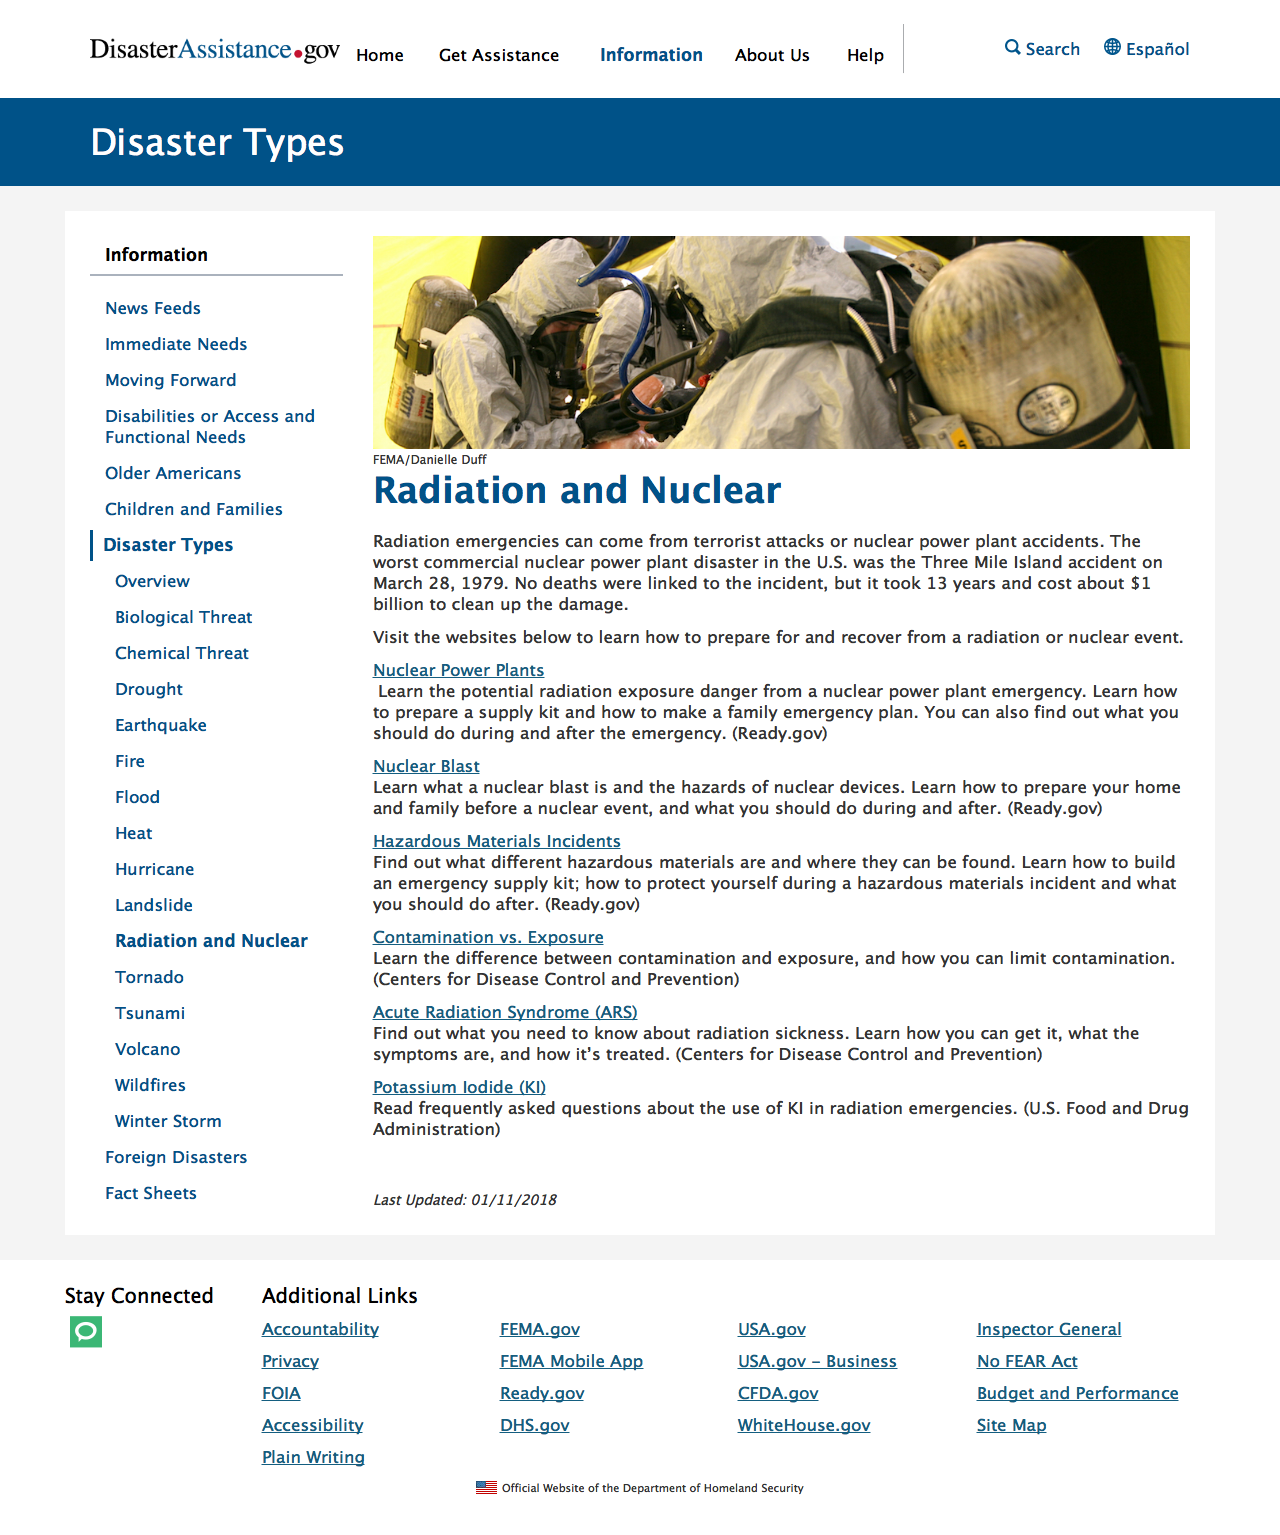 DisasterAssistance.gov
Home
Get Assistance
Information
About Us
Help
Search
Español
Disaster Types
Information
News Feeds
Immediate Needs
Moving Forward
Disabilities or Access and
Functional Needs
Older Americans
Children and Families
Disaster Types
Overview
Biological Threat
Chemical Threat
Drought
Earthquake
Fire
Flood
Heat
Hurricane
Landslide
Radiation and Nuclear
Tornado
Tsunami
Volcano
Wildfires
Winter Storm
Foreign Disasters
Fact Sheets
FEMA/Danielle Duff
Radiation and Nuclear
Radiation emergencies can come from terrorist attacks or nuclear power plant accidents. The
worst commercial nuclear power plant disaster in the U.S. was the Three Mile Island accident on
March 28, 1979. No deaths were linked to the incident, but it took 13 years and cost about $1
billion to clean up the damage.
Visit the websites below to learn how to prepare for and recover from a radiation or nuclear event.
Nuclear Power Plants
Learn the potential radiation exposure danger from a nuclear power plant emergency. Learn how
to prepare a supply kit and how to make a family emergency plan. You can also find out what you
should do during and after the emergency. (Ready.gov)
Nuclear Blast
Learn what a nuclear blast is and the hazards of nuclear devices. Learn how to prepare your home
and family before a nuclear event, and what you should do during and after. (Ready.gov)
Hazardous Materials Incidents
Find out what different hazardous materials are and where they can be found. Learn how to build
an emergency supply kit; how to protect yourself during a hazardous materials incident and what
you should do after. (Ready.gov)
Contamination vs. Exposure
Learn the difference between contamination and exposure, and how you can limit contamination.
(Centers for Disease Control and Prevention)
Acute Radiation Syndrome (ARS)
Find out what you need to know about radiation sickness. Learn how you can get it, what the
symptoms are, and how it’s treated. (Centers for Disease Control and Prevention)
Potassium Iodide (KI)
Read frequently asked questions about the use of KI in radiation emergencies. (U.S. Food and Drug
Administration)
Last Updated: 01/11/2018
Stay Connected
Additional Links
Accountability
Privacy
FOIA
Accessibility
Plain Writing
FEMA.gov
FEMA Mobile App
Ready.gov
DHS.gov
USA.gov
USA.gov – Business
CFDA.gov
WhiteHouse.gov
Inspector General
No FEAR Act
Budget and Performance
Site Map
Official Website of the Department of Homeland Security